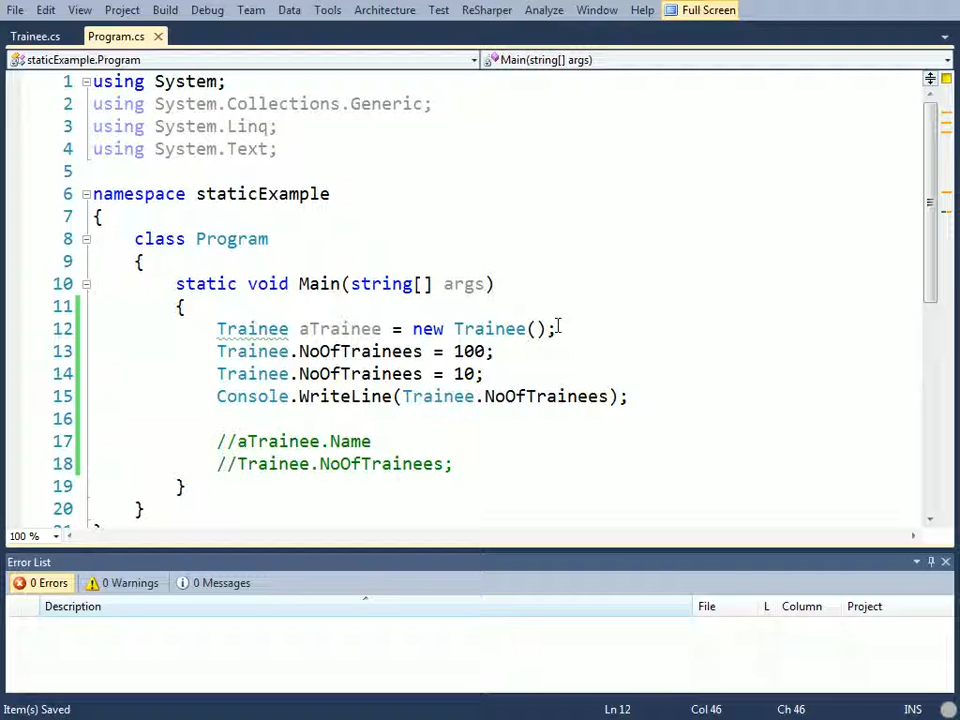 File Edit View Project Build Debug Team Data Tools Architecture Test ReSharper Analyze Window Help Full Screen
Trainee.cs Program.cs
staticExample.Program Main(string[] args)
1 using System;
2 using System.Collections.Generic;
3 using System.Linq;
4 using System.Text;
5
6 namespace staticExample
7 {
8 class Program
9 {
10 static void Main(string[] args)
11 {
12 Trainee aTrainee = new Trainee();
13 Trainee.NoOfTrainees = 100;
14 Trainee.NoOfTrainees = 10;
15 Console.WriteLine(Trainee.NoOfTrainees);
16
17 //aTrainee.Name
18 //Trainee.NoOfTrainees;
19 }
20 }
100 %
Error List
0 Errors 0 Warnings 0 Messages
Description File L Column Project
Item(s) Saved Ln 12 Col 46 Ch 46 INS